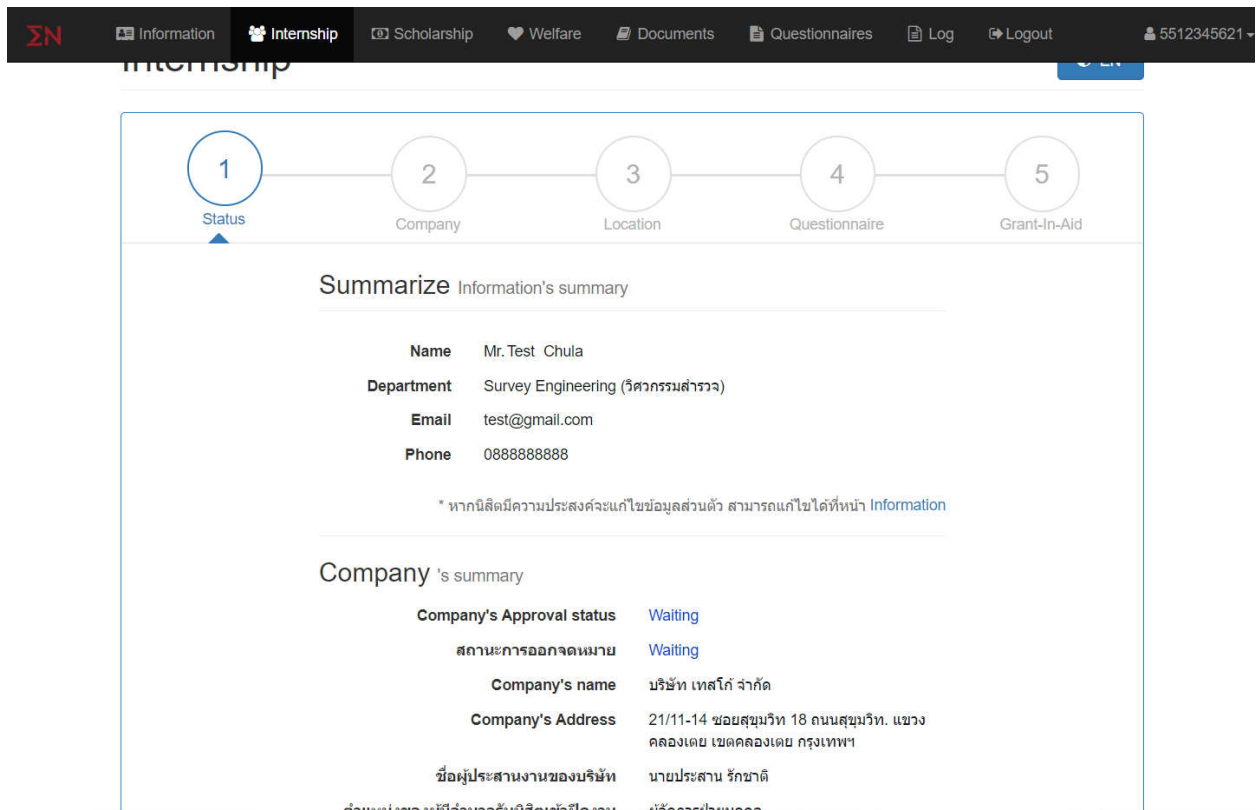 ΣN Information Internship Scholarship Welfare Documents Questionnaires Log Logout 5512345621
Internship EN
1 2 3 4 5
Status Company Location Questionnaire Grant-In-Aid
Summarize Information's summary
Name Mr. Test Chula
Department Survey Engineering (วิศวกรรมสำรวจ)
Email test@gmail.com
Phone 0888888888
* หากนิสิตมีความประสงค์จะแก้ไขข้อมูลส่วนตัว สามารถแก้ไขได้ที่หน้า Information
Company 's summary
Company's Approval status Waiting
สถานะการออกจดหมาย Waiting
Company's name บริษัท เทสโก้ จำกัด
Company's Address 21/11-14 ซอยสุขุมวิท 18 ถนนสุขุมวิท. แขวง
คลองเตย เขตคลองเตย กรุงเทพฯ
ชื่อผู้ประสานงานของบริษัท นายประสาน รักชาติ